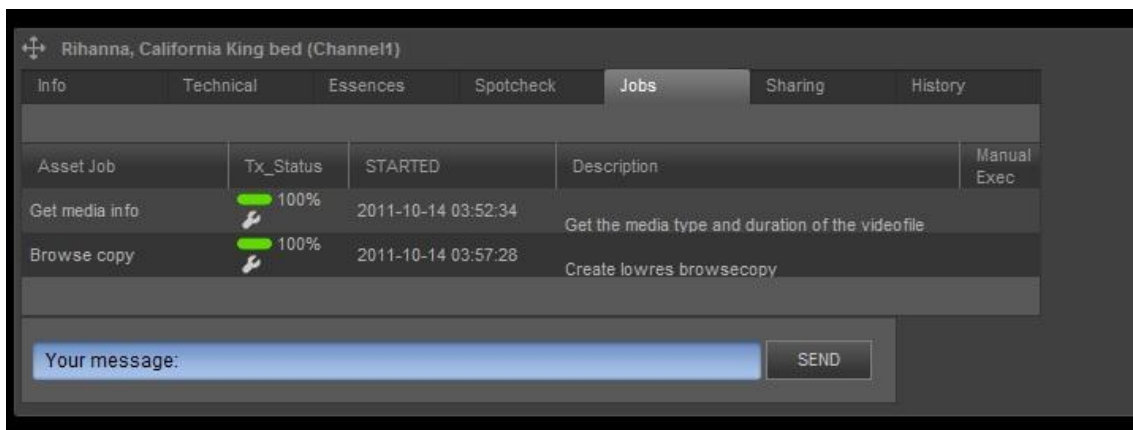 Rihanna, California King bed (Channel1)
Info Technical Essences Spotcheck Jobs Sharing History
Asset Job Tx_Status STARTED Description Manual Exec
Get media info 100% 2011-10-14 03:52:34 Get the media type and duration of the videofile
Browse copy 100% 2011-10-14 03:57:28 Create lowres browsecopy
Your message: SEND